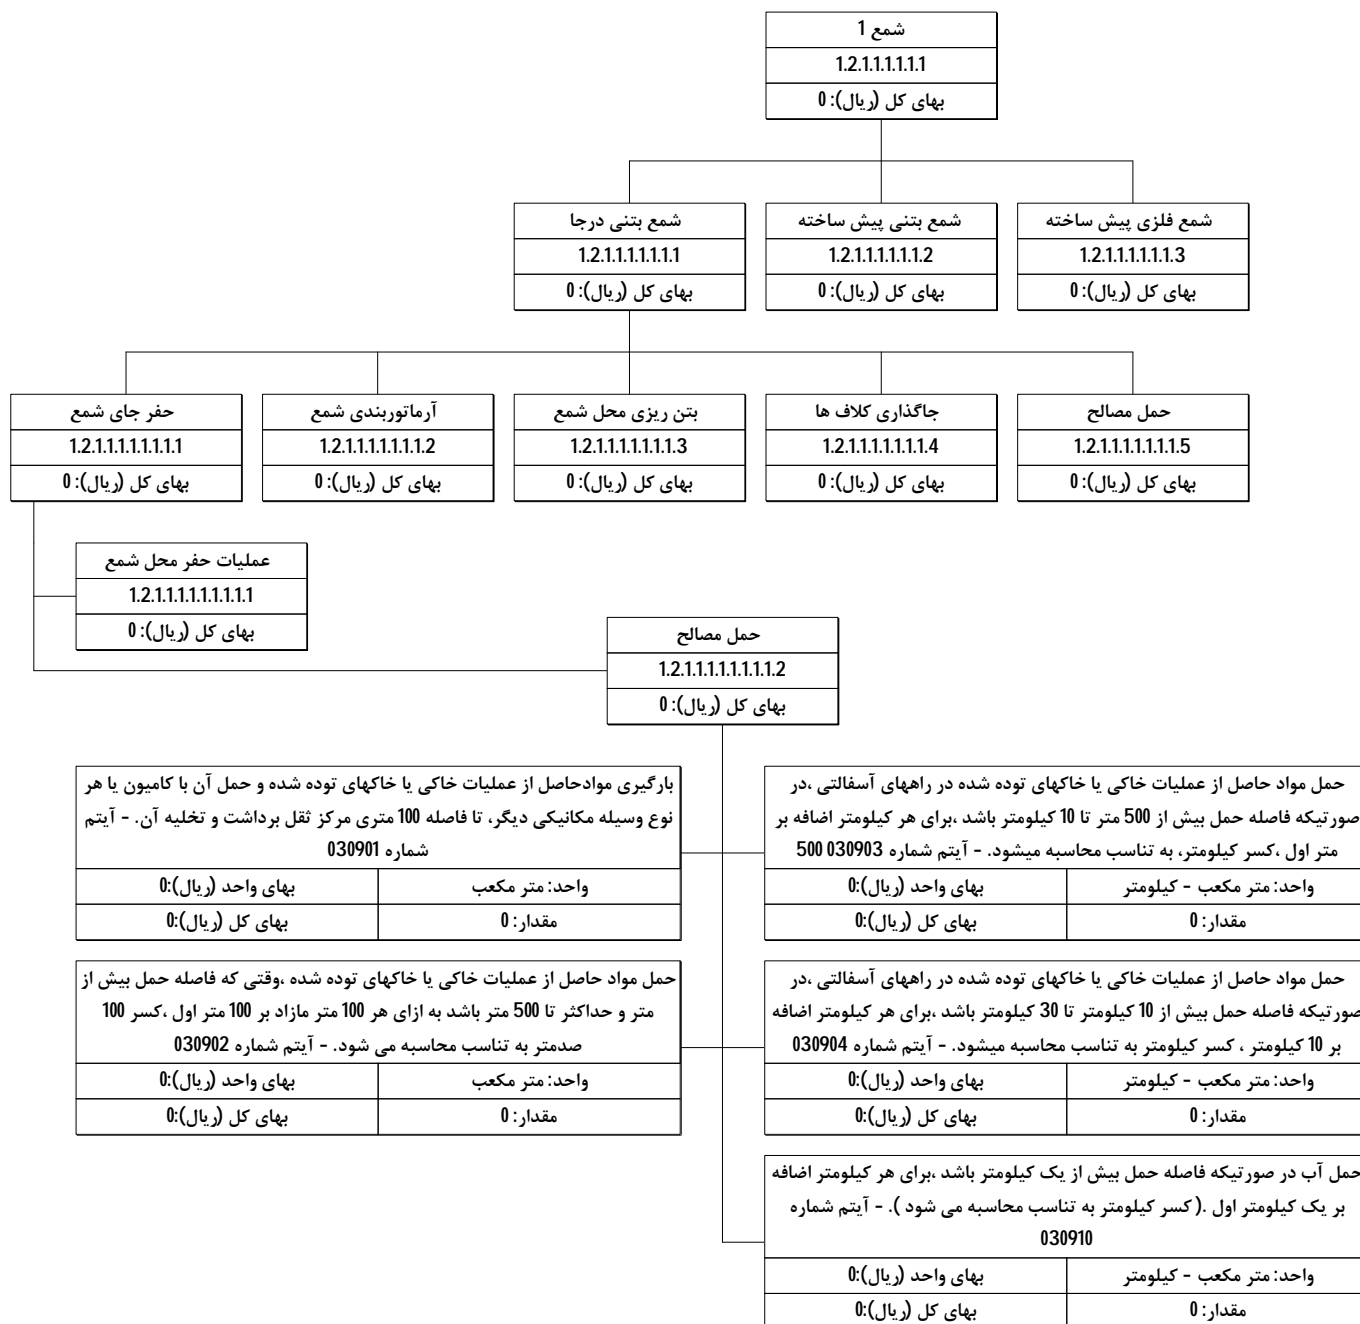 شمع 1
1.2.1.1.1.1.1.1
بهای کل (ریال): 0
شمع بتنی درجا
1.2.1.1.1.1.1.1.1
بهای کل (ریال): 0
شمع بتنی پیش ساخته
1.2.1.1.1.1.1.1.2
بهای کل (ریال): 0
شمع فلزی پیش ساخته
1.2.1.1.1.1.1.1.3
بهای کل (ریال): 0
حفر جای شمع
1.2.1.1.1.1.1.1.1.1
بهای کل (ریال): 0
آرماتوربندی شمع
1.2.1.1.1.1.1.1.1.2
بهای کل (ریال): 0
بتن ریزی محل شمع
1.2.1.1.1.1.1.1.1.3
بهای کل (ریال): 0
جاگذاری کلاف ها
1.2.1.1.1.1.1.1.1.4
بهای کل (ریال): 0
حمل مصالح
1.2.1.1.1.1.1.1.1.5
بهای کل (ریال): 0
عملیات حفر محل شمع
1.2.1.1.1.1.1.1.1.1.1
بهای کل (ریال): 0
حمل مصالح
1.2.1.1.1.1.1.1.1.1.2
بهای کل (ریال): 0
بارگیری موادحاصل از عملیات خاکی یا خاکهای توده شده و حمل آن با کامیون یا هر
نوع وسیله مکانیکی دیگر، تا فاصله 100 متری مرکز ثقل برداشت و تخلیه آن. - آیتم
شماره 030901
واحد: متر مکعب
بهای واحد (ریال):0
مقدار: 0
بهای کل (ریال):0
حمل مواد حاصل از عملیات خاکی یا خاکهای توده شده در راههای آسفالتی ،در
صورتیکه فاصله حمل بیش از 500 متر تا 10 کیلومتر باشد ،برای هر کیلومتر اضافه بر
متر اول ،کسر کیلومتر، به تناسب محاسبه میشود. - آیتم شماره 030903 500
واحد: متر مکعب - کیلومتر
بهای واحد (ریال):0
مقدار: 0
بهای کل (ریال):0
حمل مواد حاصل از عملیات خاکی یا خاکهای توده شده ،وقتی که فاصله حمل بیش از
متر و حداکثر تا 500 متر باشد به ازای هر 100 متر مازاد بر 100 متر اول ،کسر 100
صدمتر به تناسب محاسبه می شود. - آیتم شماره 030902
واحد: متر مکعب
بهای واحد (ریال):0
مقدار: 0
بهای کل (ریال):0
حمل مواد حاصل از عملیات خاکی یا خاکهای توده شده در راههای آسفالتی ،در
صورتیکه فاصله حمل بیش از 10 کیلومتر تا 30 کیلومتر باشد ،برای هر کیلومتر اضافه
بر 10 کیلومتر ، کسر کیلومتر به تناسب محاسبه میشود. - آیتم شماره 030904
واحد: متر مکعب - کیلومتر
بهای واحد (ریال):0
مقدار: 0
بهای کل (ریال):0
حمل آب در صورتیکه فاصله حمل بیش از یک کیلومتر باشد ،برای هر کیلومتر اضافه
بر یک کیلومتر اول .( کسر کیلومتر به تناسب محاسبه می شود ). - آیتم شماره
030910
واحد: متر مکعب - کیلومتر
بهای واحد (ریال):0
مقدار: 0
بهای کل (ریال):0